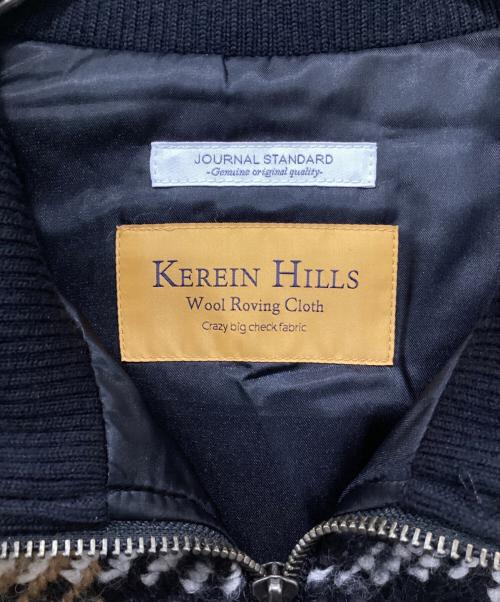 JOURNAL STANDARD
-Genuine original quality-
KEREIN HILLS
Wool Roving Cloth
Crazy big check fabric